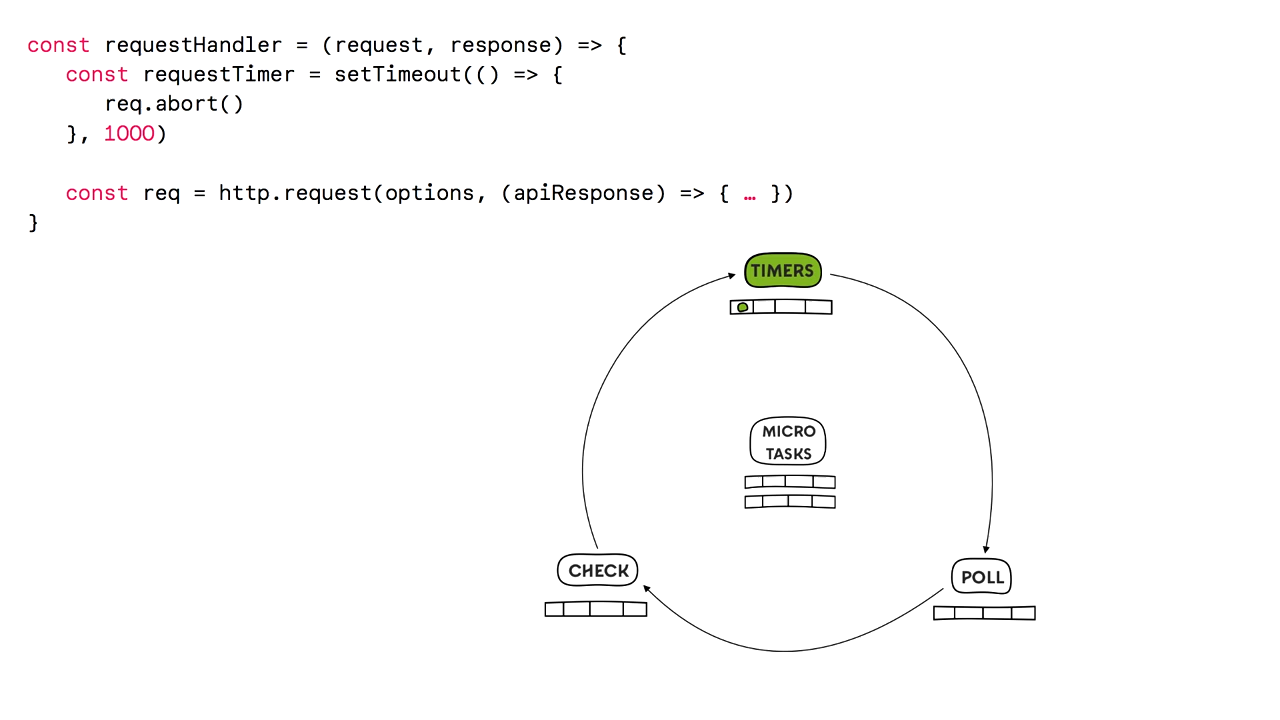 const requestHandler = (request, response) => {
   const requestTimer = setTimeout(() => {
      req.abort()
   }, 1000)

   const req = http.request(options, (apiResponse) => { … })
}
TIMERS
MICRO
TASKS
CHECK
POLL